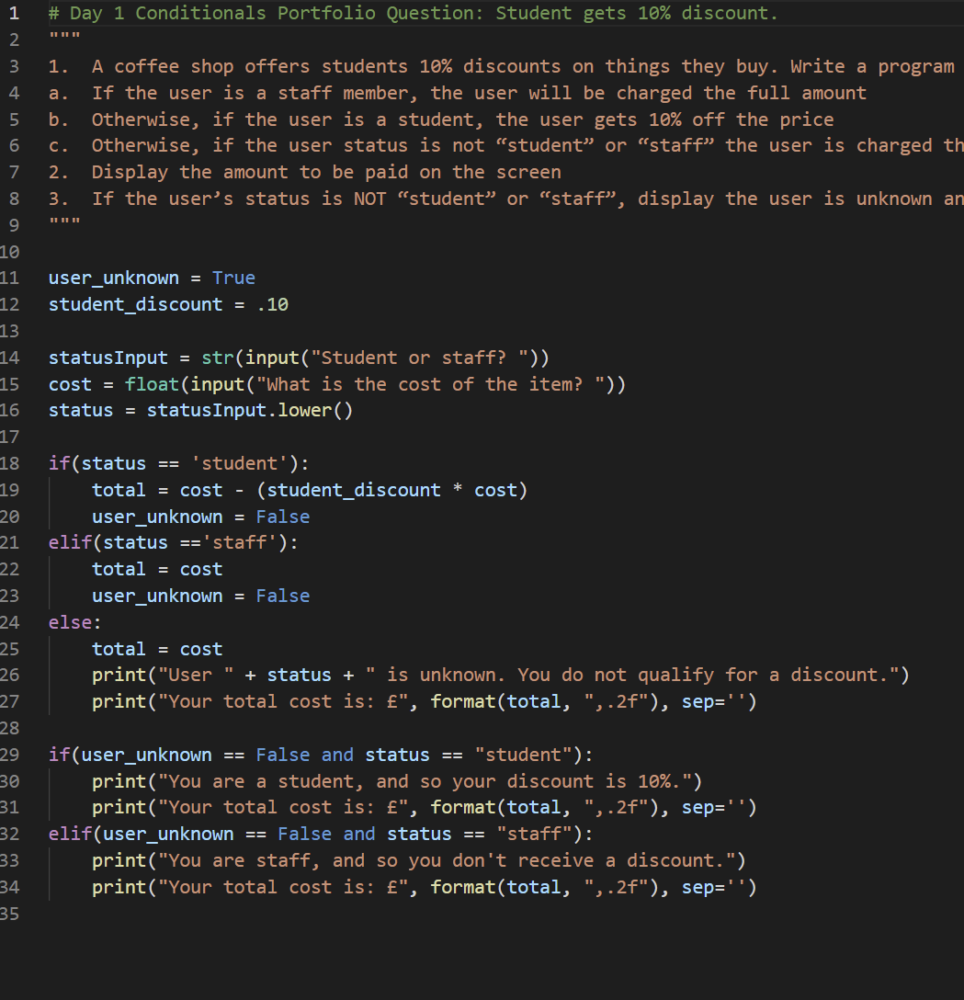 1 # Day 1 Conditionals Portfolio Question: Student gets 10% discount.
2 """
3 1.  A coffee shop offers students 10% discounts on things they buy. Write a program
4 a.  If the user is a staff member, the user will be charged the full amount
5 b.  Otherwise, if the user is a student, the user gets 10% off the price
6 c.  Otherwise, if the user status is not “student” or “staff” the user is charged th
7 2.  Display the amount to be paid on the screen
8 3.  If the user’s status is NOT “student” or “staff”, display the user is unknown an
9 """
10
11 user_unknown = True
12 student_discount = .10
13
14 statusInput = str(input("Student or staff? "))
15 cost = float(input("What is the cost of the item? "))
16 status = statusInput.lower()
17
18 if(status == 'student'):
19     total = cost - (student_discount * cost)
20     user_unknown = False
21 elif(status =='staff'):
22     total = cost
23     user_unknown = False
24 else:
25     total = cost
26     print("User " + status + " is unknown. You do not qualify for a discount.")
27     print("Your total cost is: £", format(total, ",.2f"), sep='')
28
29 if(user_unknown == False and status == "student"):
30     print("You are a student, and so your discount is 10%.")
31     print("Your total cost is: £", format(total, ",.2f"), sep='')
32 elif(user_unknown == False and status == "staff"):
33     print("You are staff, and so you don't receive a discount.")
34     print("Your total cost is: £", format(total, ",.2f"), sep='')
35